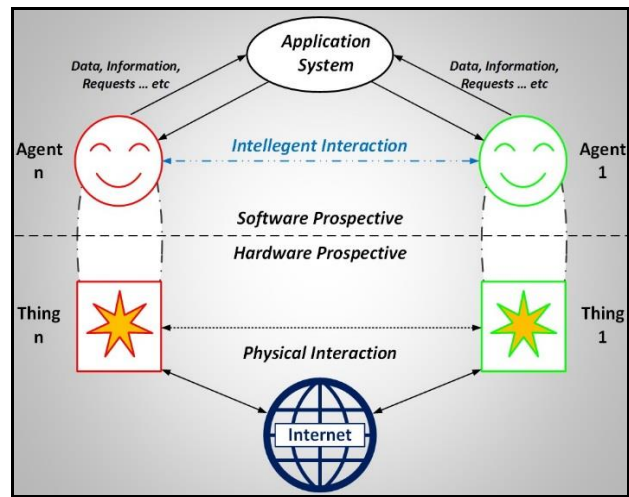 Application
System
Data, Information,
Requests ... etc
Data, Information,
Requests ... etc
Agent
n
Intellegent Interaction
Agent
1
Software Prospective
Hardware Prospective
Thing
n
Thing
1
Physical Interaction
Internet